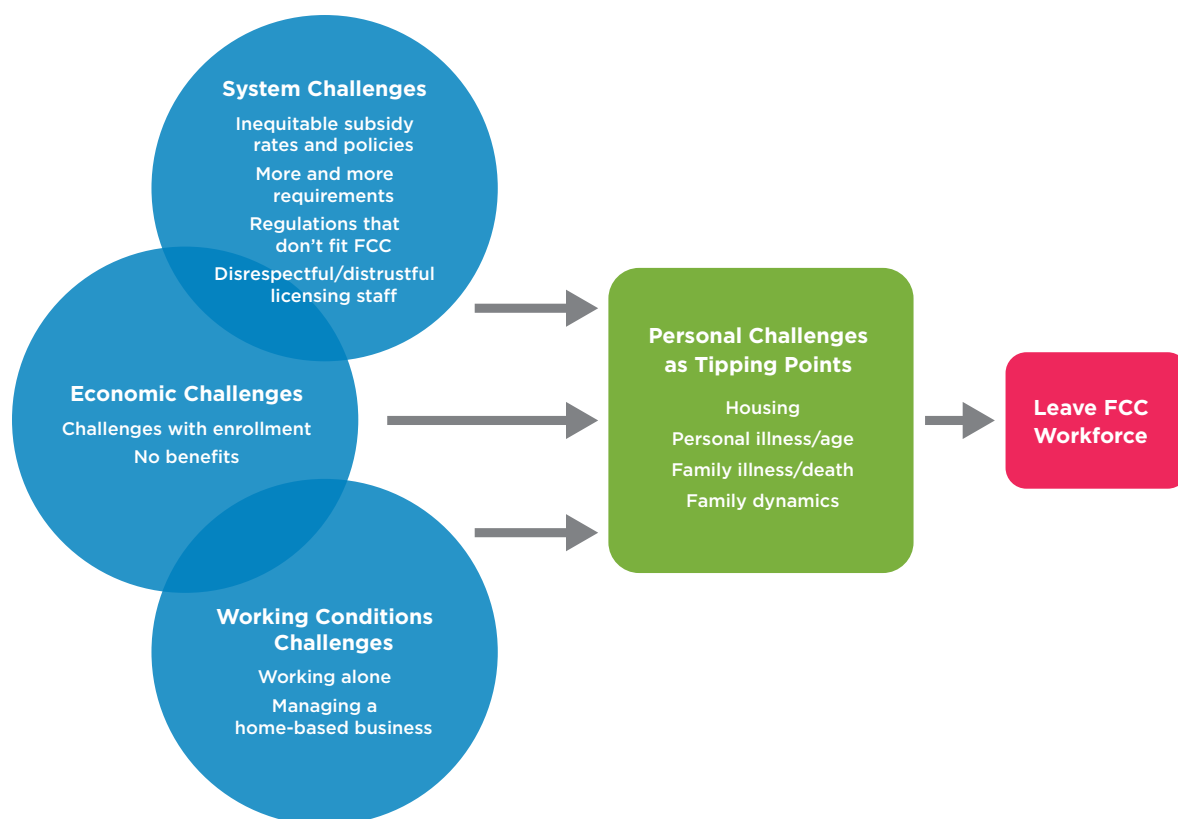 System Challenges
Inequitable subsidy
rates and policies
More and more
requirements
Regulations that
don't fit FCC
Disrespectful/distrustful
licensing staff
Economic Challenges
Challenges with enrollment
No benefits
Working Conditions
Challenges
Working alone
Managing a
home-based business
Personal Challenges
as Tipping Points
Housing
Personal illness/age
Family illness/death
Family dynamics
Leave FCC
Workforce